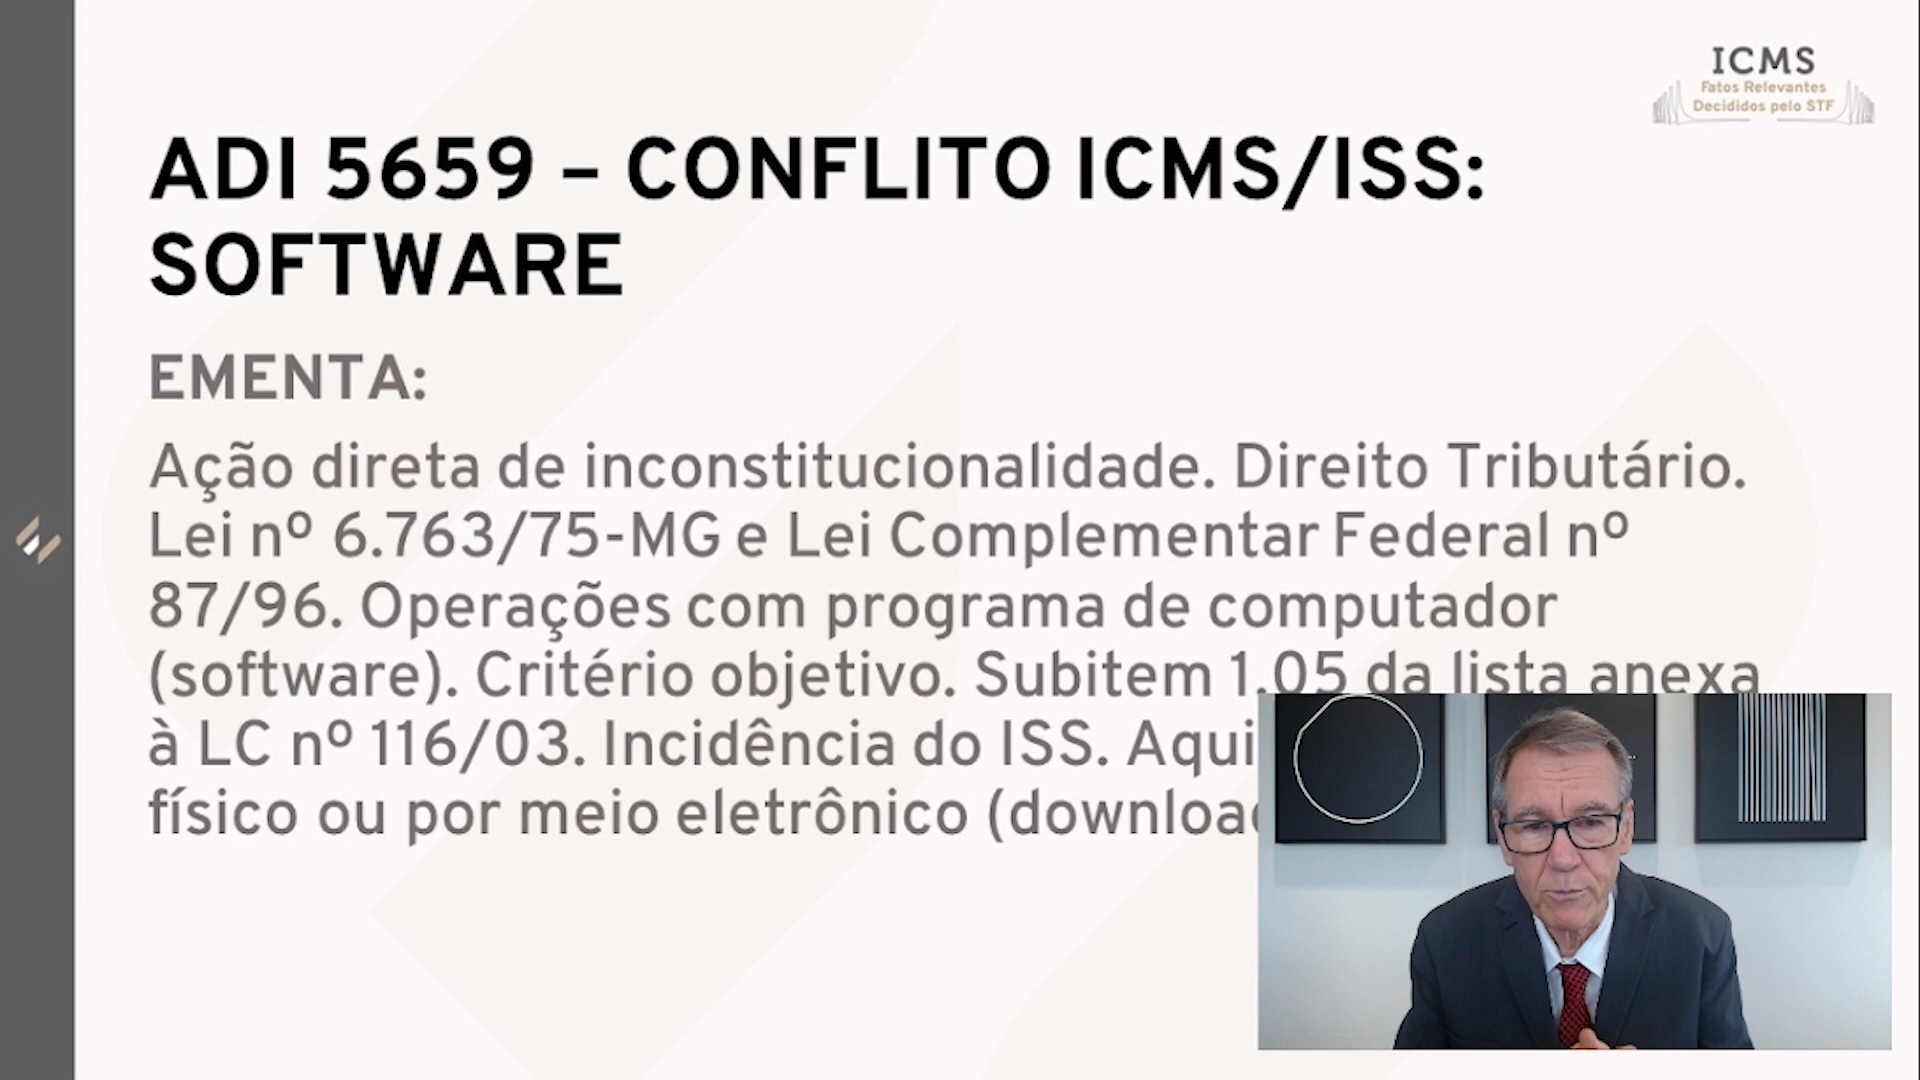 ICMS
Fatos Relevantes
Decididos pelo STF
ADI 5659 – CONFLITO ICMS/ISS:
SOFTWARE
EMENTA:
Ação direta de inconstitucionalidade. Direito Tributário.
Lei nº 6.763/75-MG e Lei Complementar Federal nº
87/96. Operações com programa de computador
(software). Critério objetivo. Subitem 1.05 da lista anexa
à LC nº 116/03. Incidência do ISS.
físico ou por meio eletrônico